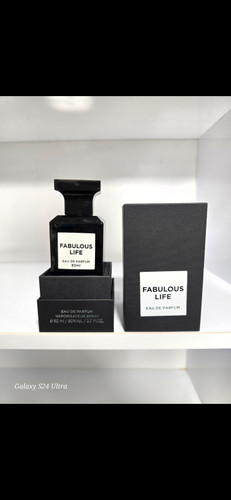 FABULOUS
LIFE
EAU DE PARFUM
80ml
EAU DE PARFUM
FABULOUS
LIFE
EAU DE PARFUM
Galaxy S24 Ultra